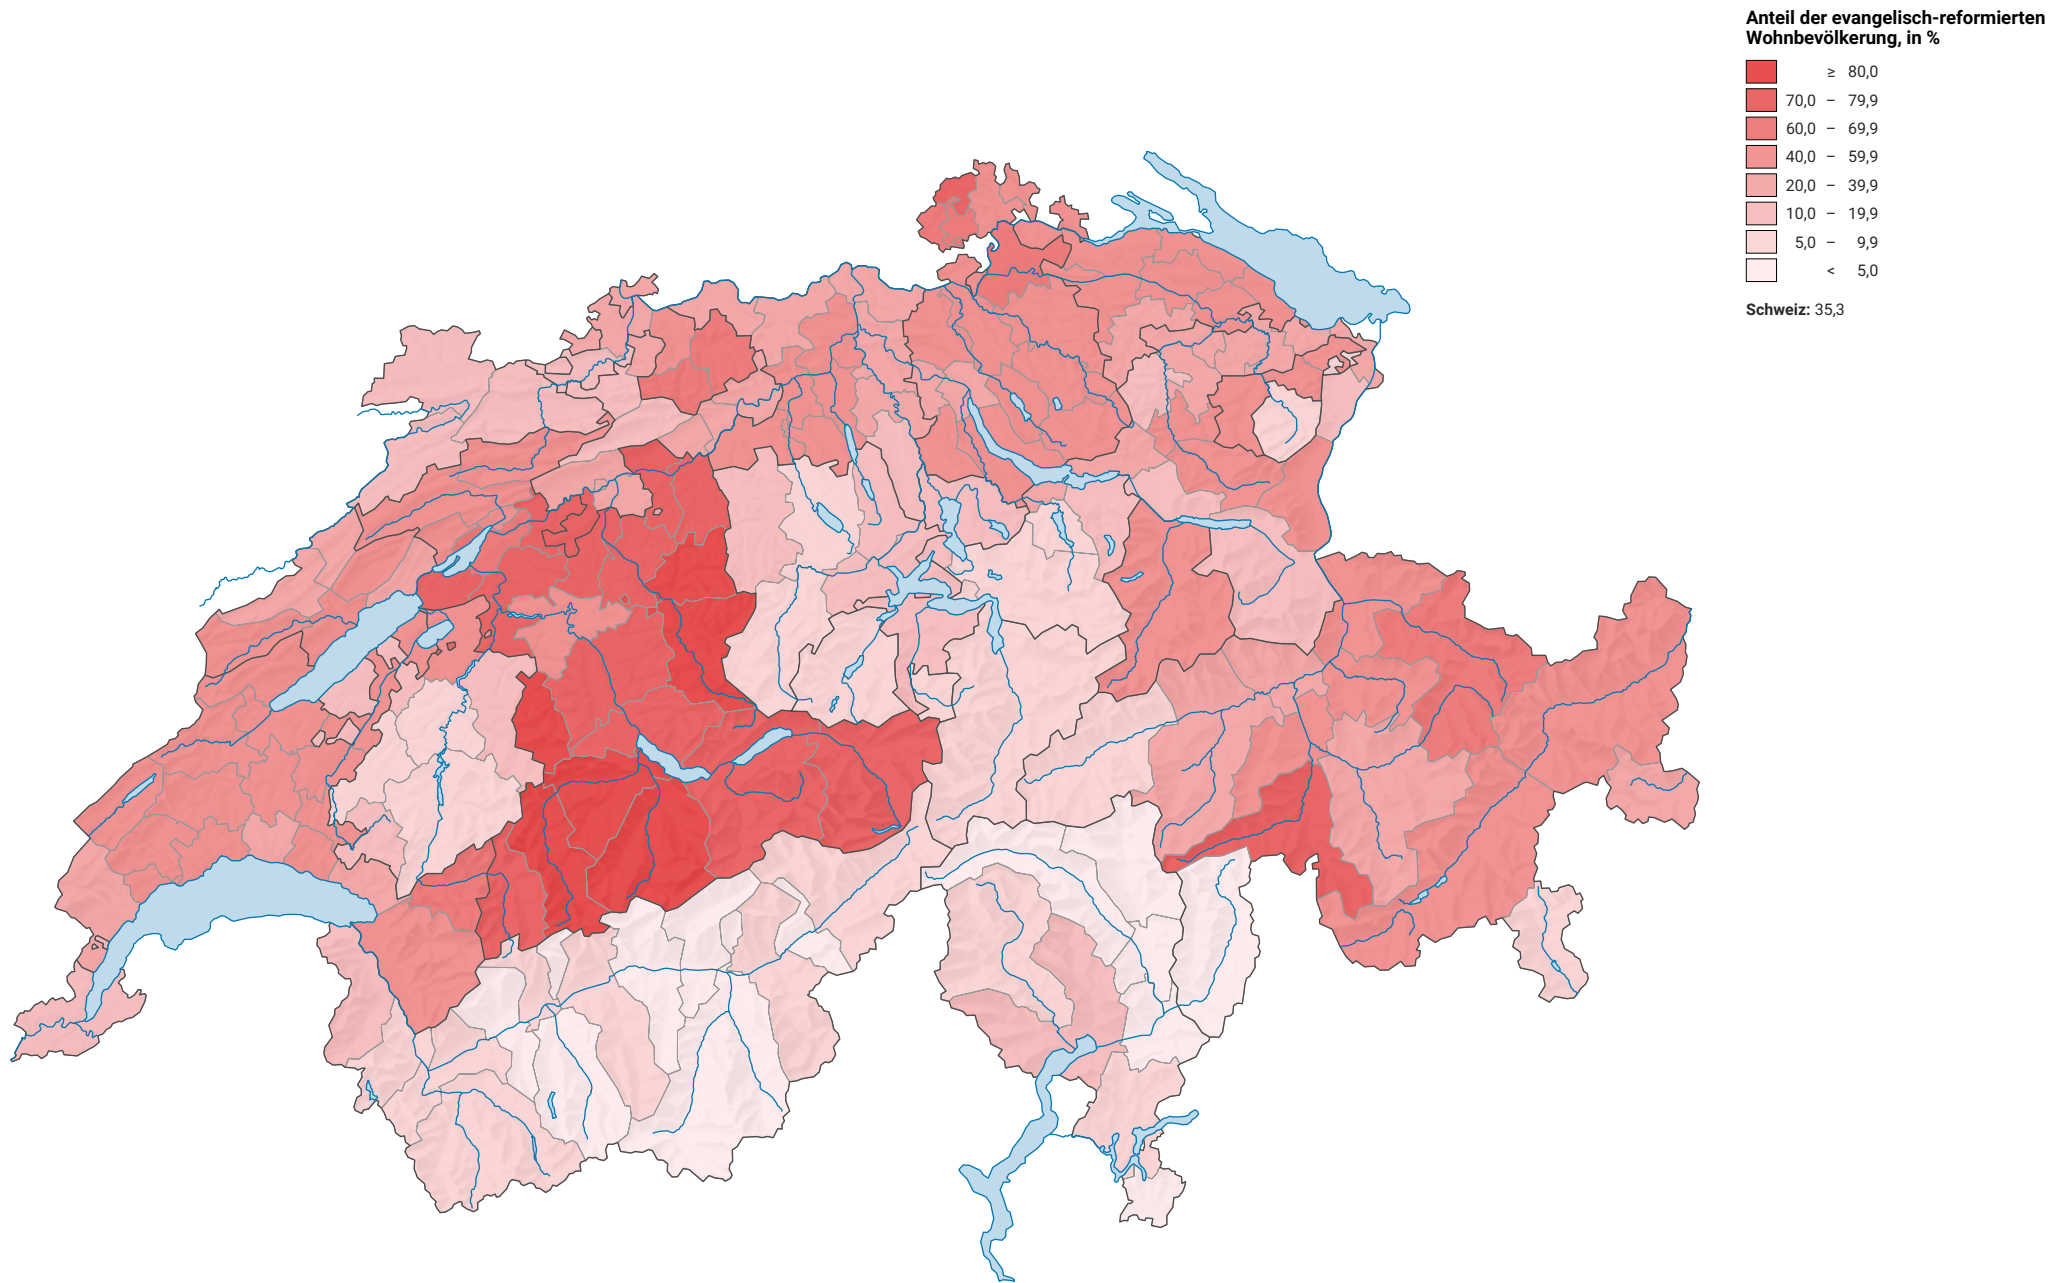 Anteil der evangelisch-reformierten
Wohnbevölkerung, in %
≥ 80,0
70,0 – 79,9
60,0 – 69,9
40,0 – 59,9
20,0 – 39,9
10,0 – 19,9
5,0 – 9,9
< 5,0
Schweiz: 35,3